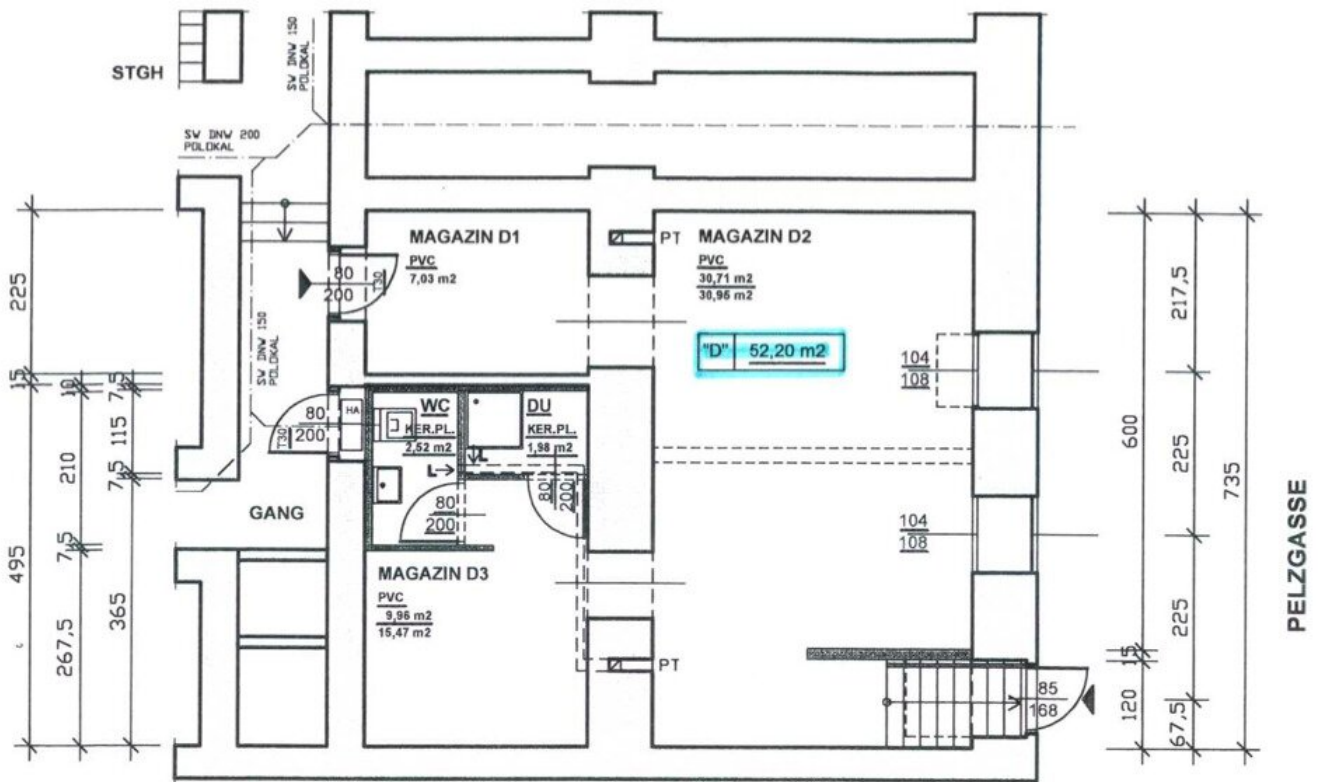 STGH
SW DNW 150
POLOKAL
SW DNW 200
POLOKAL
SW DNW 150
POLOKAL
MAGAZIN D1
PVC
7,03 m2
80
200
T30
PT
MAGAZIN D2
PVC
30,71 m2
30,96 m2
"D" 52,20 m2
104
108
80
200
T30
HA
WC
KER.PL.
2,52 m2
L
DU
KER.PL.
1,98 m2
L
80
200
80
200
GANG
104
108
MAGAZIN D3
PVC
9,96 m2
15,47 m2
PT
85
168
225
15
495
10
210
7,5
267,5
7,5
115
7,5
365
600
15
120
217,5
225
225
67,5
735
PELZGASSE